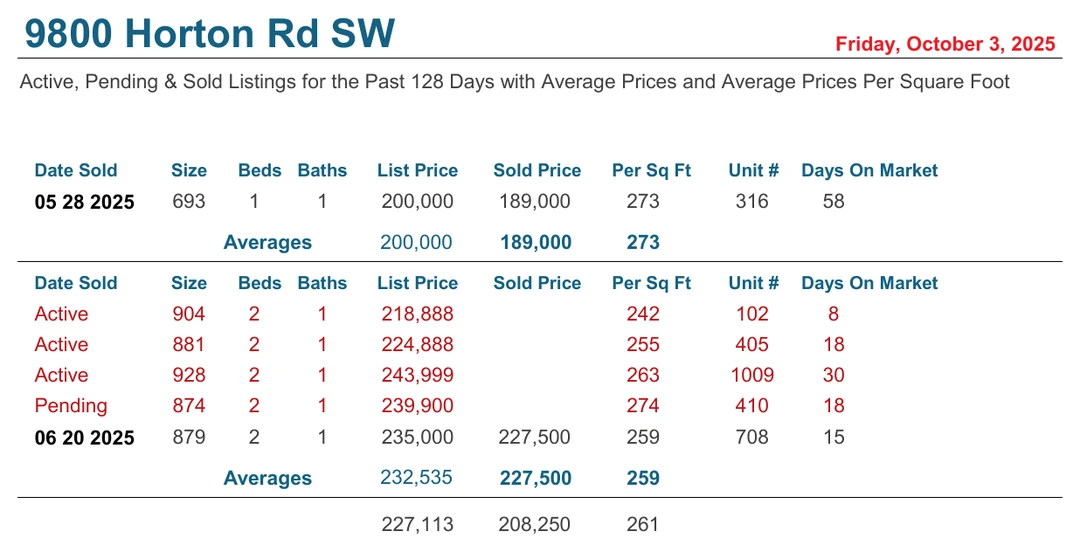 9800 Horton Rd SW
Friday, October 3, 2025
Active, Pending & Sold Listings for the Past 128 Days with Average Prices and Average Prices Per Square Foot
Date Sold Size Beds Baths List Price Sold Price Per Sq Ft Unit # Days On Market
05 28 2025 693 1 1 200,000 189,000 273 316 58
Averages 200,000 189,000 273
Date Sold Size Beds Baths List Price Sold Price Per Sq Ft Unit # Days On Market
Active 904 2 1 218,888 242 102 8
Active 881 2 1 224,888 255 405 18
Active 928 2 1 243,999 263 1009 30
Pending 874 2 1 239,900 274 410 18
06 20 2025 879 2 1 235,000 227,500 259 708 15
Averages 232,535 227,500 259
227,113 208,250 261